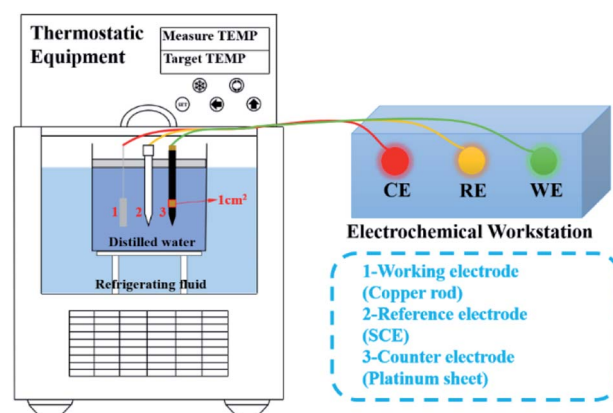 Thermostatic
Equipment
Measure TEMP
Target TEMP
SET
1
2
3
1cm²
Distilled water
Refrigerating fluid
CE
RE
WE
Electrochemical Workstation
1-Working electrode
(Copper rod)
2-Reference electrode
(SCE)
3-Counter electrode
(Platinum sheet)